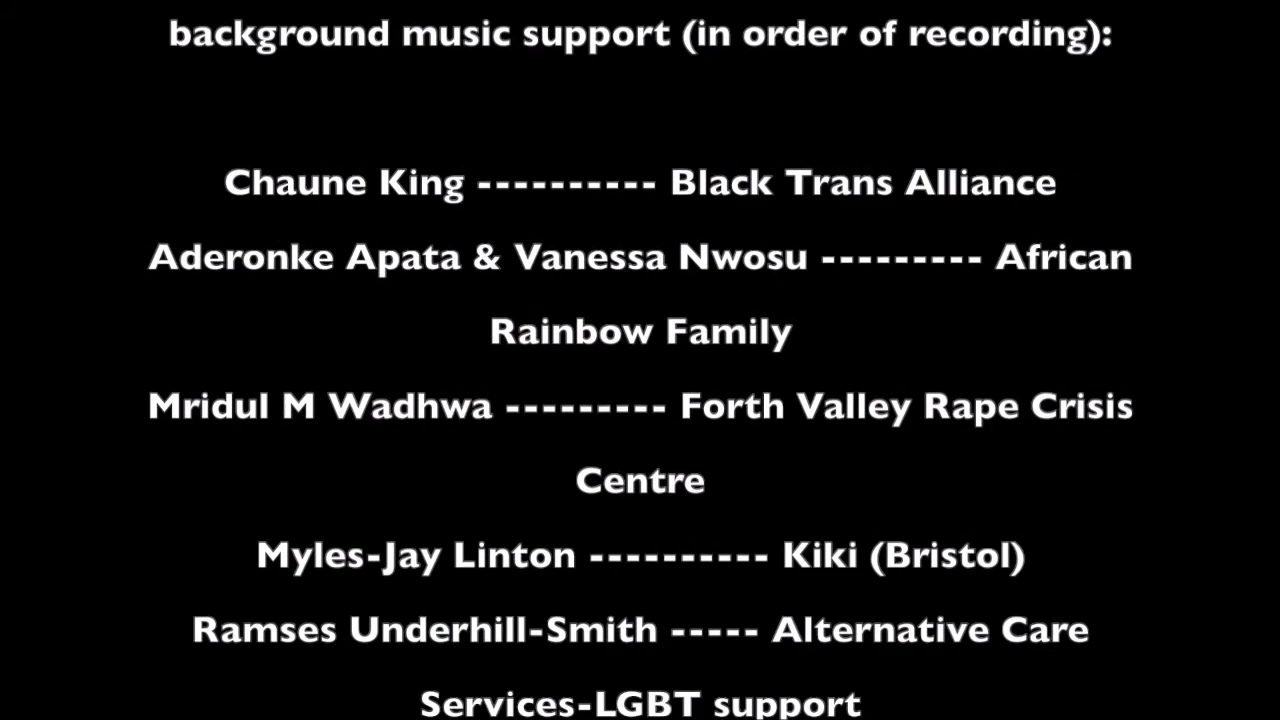 background music support (in order of recording):
Chaune King ---------- Black Trans Alliance
Aderonke Apata & Vanessa Nwosu --------- African
Rainbow Family
Mridul M Wadhwa --------- Forth Valley Rape Crisis
Centre
Myles-Jay Linton ---------- Kiki (Bristol)
Ramses Underhill-Smith ----- Alternative Care
Services-LGBT support